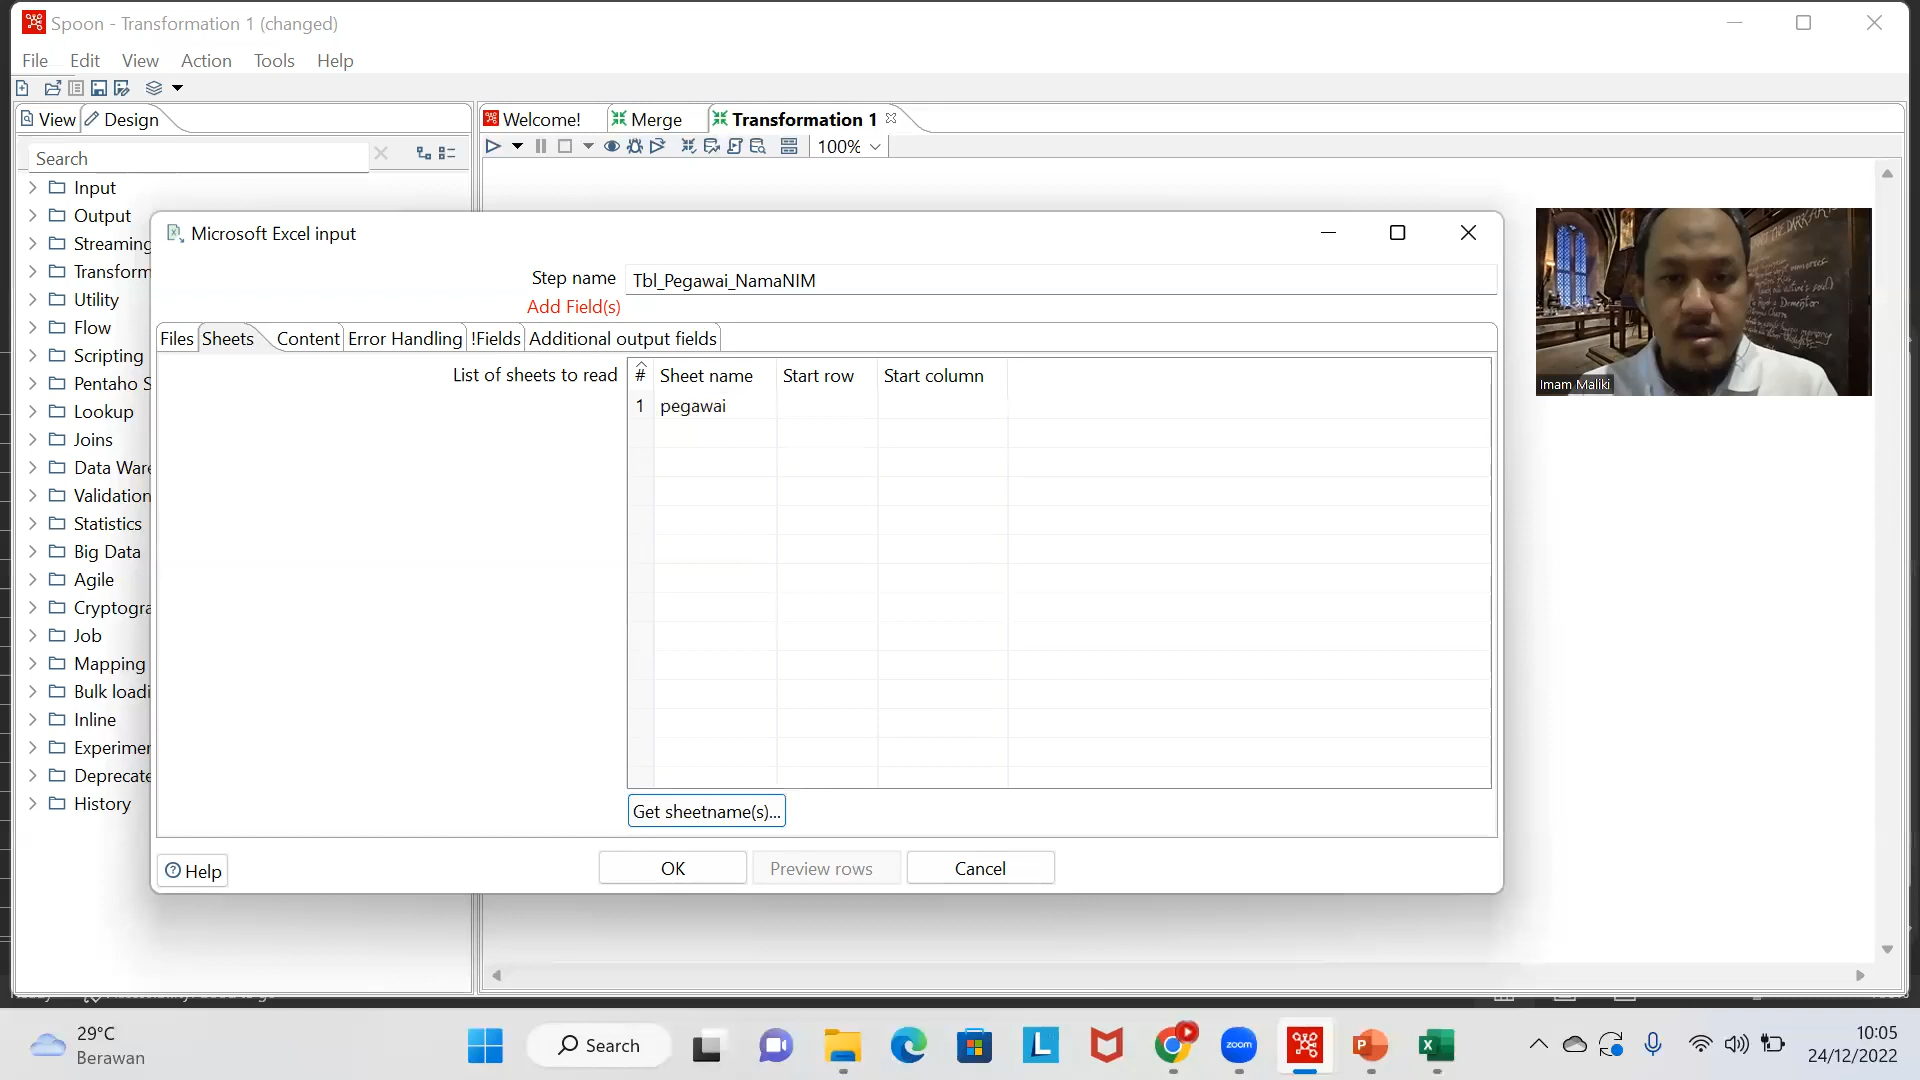 Spoon - Transformation 1 (changed)
File Edit View Action Tools Help
View Design
Welcome! Merge Transformation 1
Search
100%
Input
Output
Streaming
Transform
Utility
Flow
Scripting
Pentaho S
Lookup
Joins
Data Ware
Validation
Statistics
Big Data
Agile
Cryptogra
Job
Mapping
Bulk loadi
Inline
Experimer
Deprecate
History
Microsoft Excel input
Step name Tbl_Pegawai_NamaNIM
Add Field(s)
Files Sheets Content Error Handling !Fields Additional output fields
List of sheets to read
# Sheet name Start row Start column
1 pegawai
Get sheetname(s)...
Help OK Preview rows Cancel
Imam Maliki
29°C
Berawan
Search
L
zoom
P
X
10:05
24/12/2022